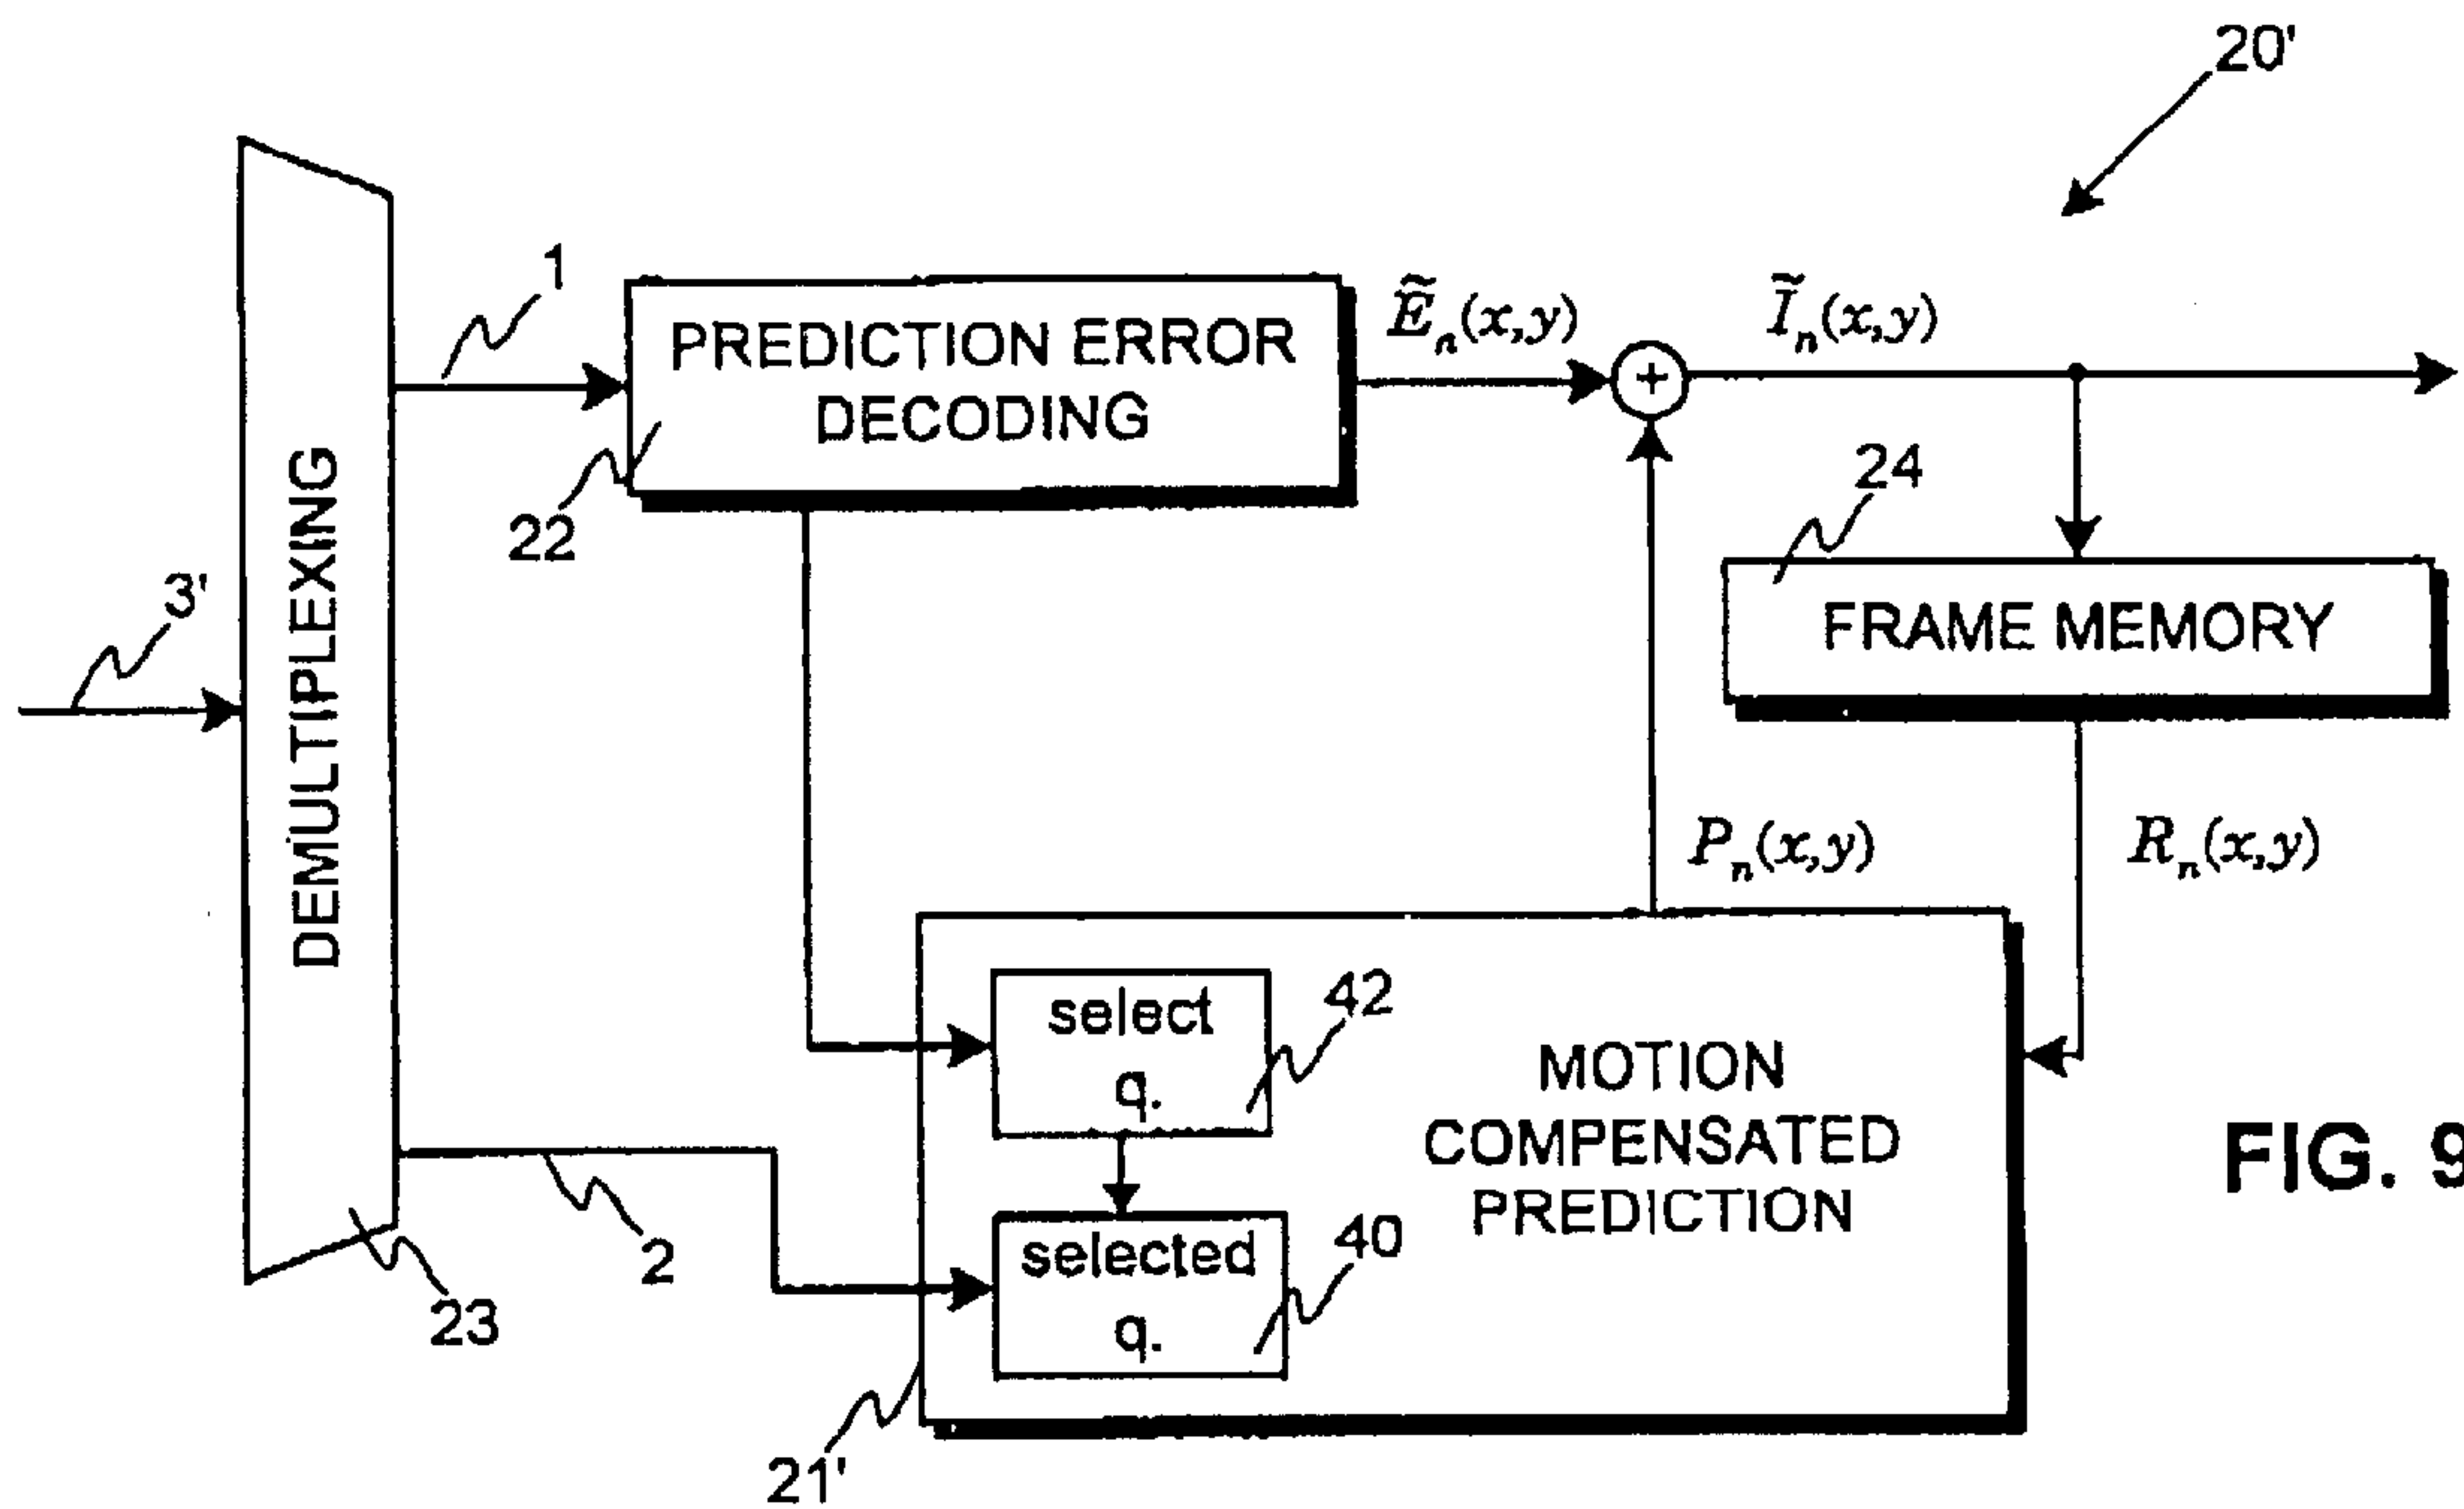 20'
1
PREDICTION ERROR
DECODING
Ẽn(x,y)
+
Ĩn(x,y)
22
24
3'
DEMULTIPLEXING
FRAME MEMORY
Pn(x,y)
Rn(x,y)
select
q.
42
MOTION
COMPENSATED
PREDICTION
FIG. 9
2
selected
q.
40
23
21'